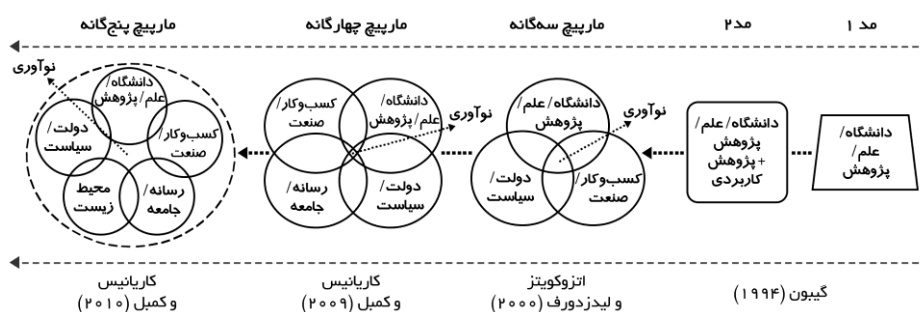 مد ۱
مد ۲
مارپیچ سه‌گانه
مارپیچ چهارگانه
مارپیچ پنج‌گانه
دانشگاه/
علم/
پژوهش
دانشگاه/علم/
پژوهش
+ پژوهش
کاربردی
نوآوری
دانشگاه/علم/
پژوهش
دولت/
سیاست
کسب‌وکار/
صنعت
نوآوری
کسب‌وکار/
صنعت
دانشگاه/
علم/پژوهش
رسانه/
جامعه
دولت/
سیاست
نوآوری
دانشگاه/
علم/پژوهش
دولت/
سیاست
کسب‌وکار/
صنعت
محیط
زیست
رسانه/
جامعه
گیبون (۱۹۹۴)
اتزوکویتز
و لیدزدورف (۲۰۰۰)
کاریانیس
و کمبل (۲۰۰۹)
کاریانیس
و کمبل (۲۰۱۰)